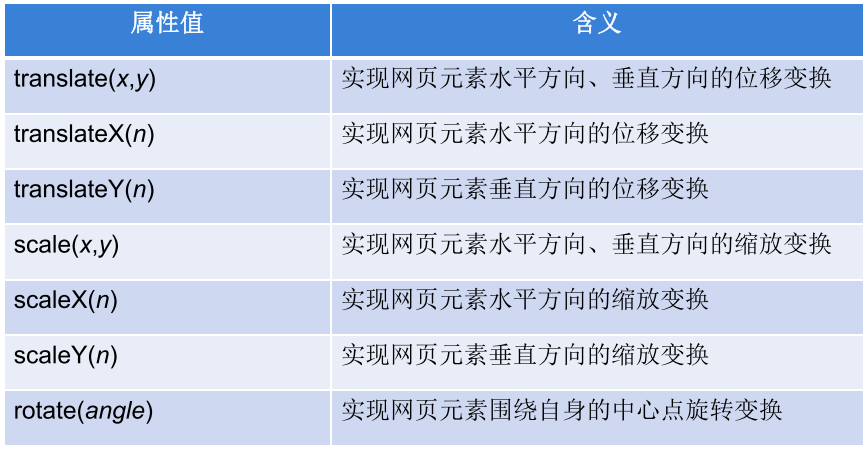 属性值 含义
translate(x,y) 实现网页元素水平方向、垂直方向的位移变换
translateX(n) 实现网页元素水平方向的位移变换
translateY(n) 实现网页元素垂直方向的位移变换
scale(x,y) 实现网页元素水平方向、垂直方向的缩放变换
scaleX(n) 实现网页元素水平方向的缩放变换
scaleY(n) 实现网页元素垂直方向的缩放变换
rotate(angle) 实现网页元素围绕自身的中心点旋转变换